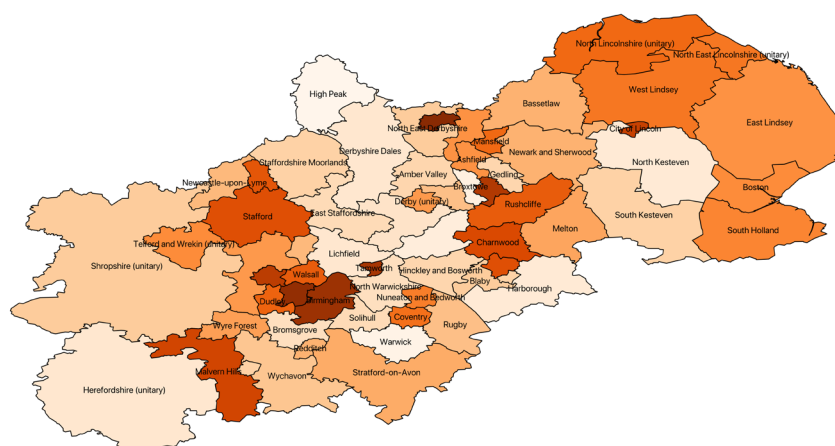 North Lincolnshire (unitary)
North East Lincolnshire (unitary)
High Peak
West Lindsey
Bassetlaw
East Lindsey
North East Derbyshire
City of Lincoln
Mansfield
Derbyshire Dales
Newark and Sherwood
Staffordshire Moorlands
Ashfield
North Kesteven
Amber Valley
Gedling
Newcastle-upon-Lyme
Broxtowe
Boston
Derby (unitary)
Rushcliffe
East Staffordshire
South Kesteven
Stafford
Melton
South Holland
Telford and Wrekin (unitary)
Charnwood
Lichfield
Shropshire (unitary)
Tamworth
Hinckley and Bosworth
Walsall
Blaby
North Warwickshire
Harborough
Nuneaton and Bedworth
Dudley
Birmingham
Solihull
Coventry
Wyre Forest
Rugby
Bromsgrove
Warwick
Redditch
Malvern Hills
Stratford-on-Avon
Wychavon
Herefordshire (unitary)